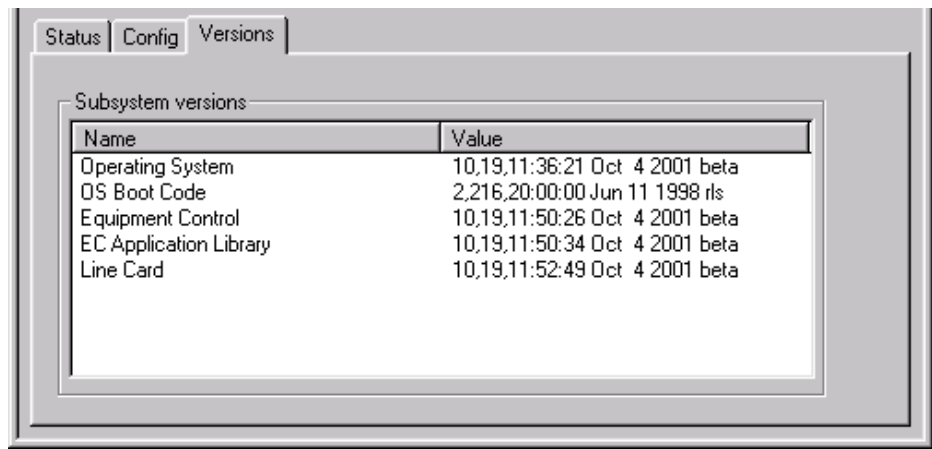 Status Config Versions
Subsystem versions
Name Value
Operating System 10,19,11:36:21 Oct  4 2001 beta
OS Boot Code 2,216,20:00:00 Jun 11 1998 rls
Equipment Control 10,19,11:50:26 Oct  4 2001 beta
EC Application Library 10,19,11:50:34 Oct  4 2001 beta
Line Card 10,19,11:52:49 Oct  4 2001 beta